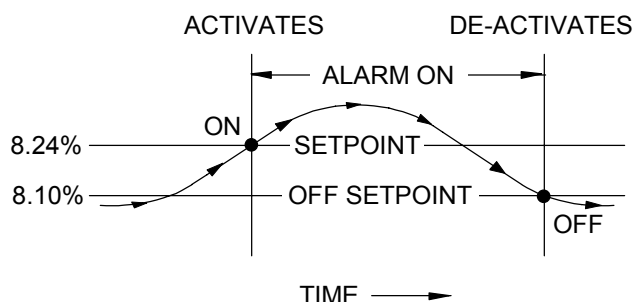 ACTIVATES
DE-ACTIVATES
ALARM ON
ON
8.24%
SETPOINT
8.10%
OFF SETPOINT
OFF
TIME